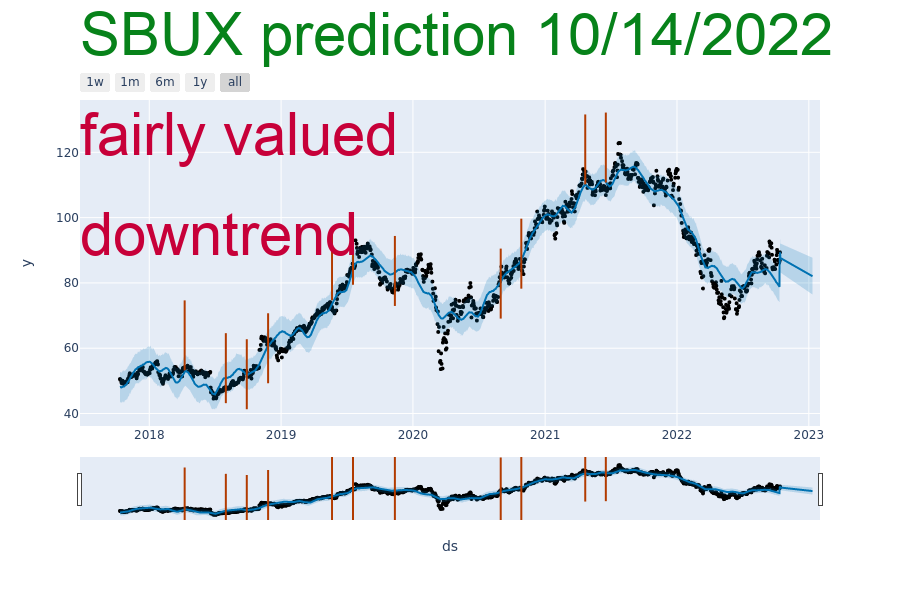 SBUX prediction 10/14/2022
1w 1m 6m 1y all
fairly valued
downtrend
120
100
80
60
40
y
2018 2019 2020 2021 2022 2023
ds